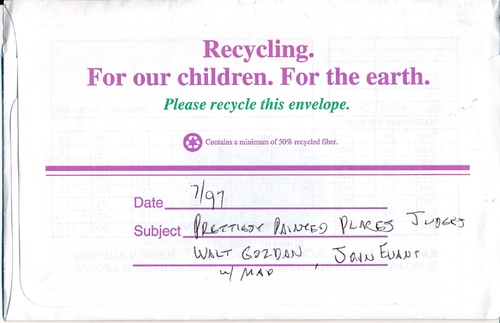 Recycling.
For our children. For the earth.
Please recycle this envelope.
Contains a minimum of 50% recycled fiber.
Date 7/97
Subject PRETTIEST PAINTED PLACES JUDGES
WALT GOZDAN, JOHN EVANS
w/ MAP